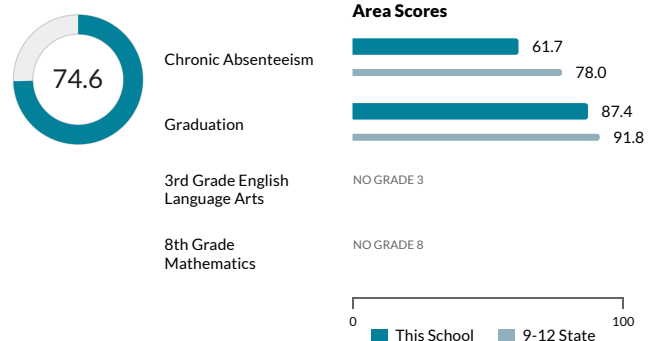 Area Scores
74.6
Chronic Absenteeism
61.7
78.0
Graduation
87.4
91.8
3rd Grade English
Language Arts
NO GRADE 3
8th Grade
Mathematics
NO GRADE 8
0
100
This School
9-12 State